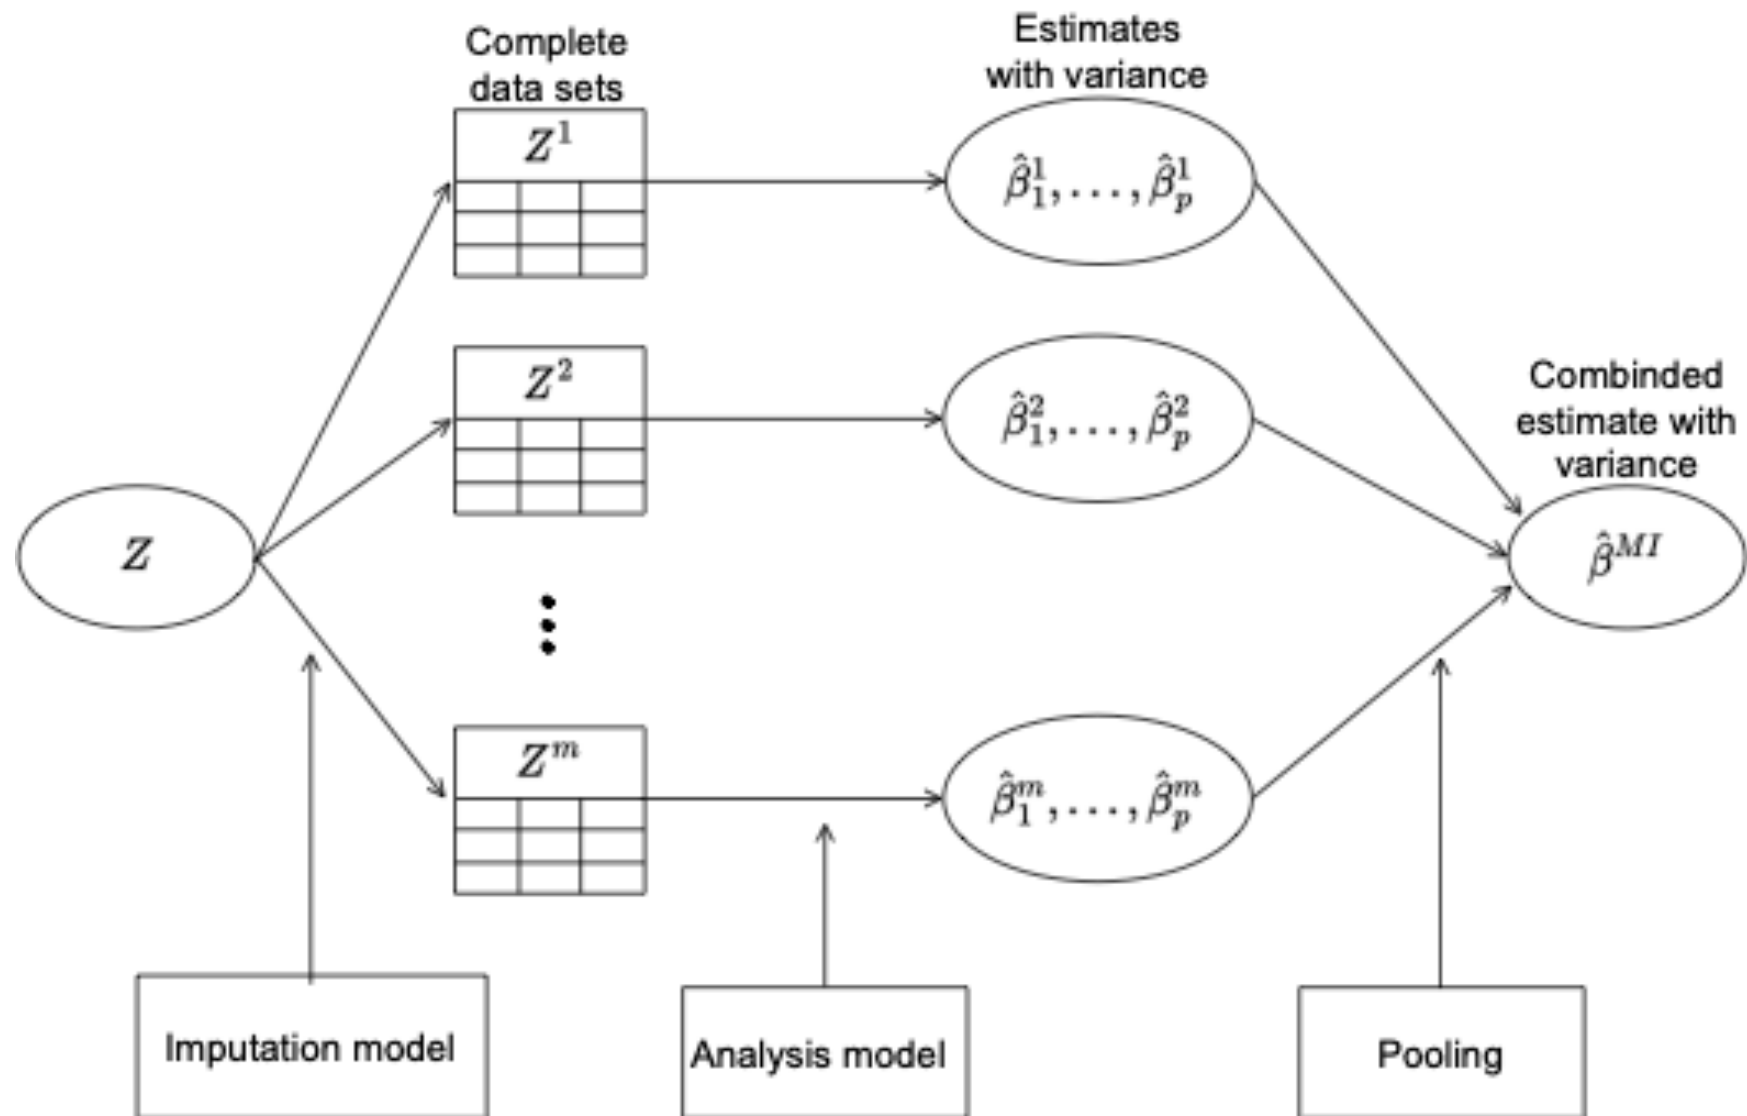 Complete
data sets
Estimates
with variance
Z^1
β̂_1^1, . . . , β̂_p^1
Z^2
β̂_1^2, . . . , β̂_p^2
Combinded
estimate with
variance
Z
β̂^{MI}
Z^m
β̂_1^m, . . . , β̂_p^m
Imputation model
Analysis model
Pooling